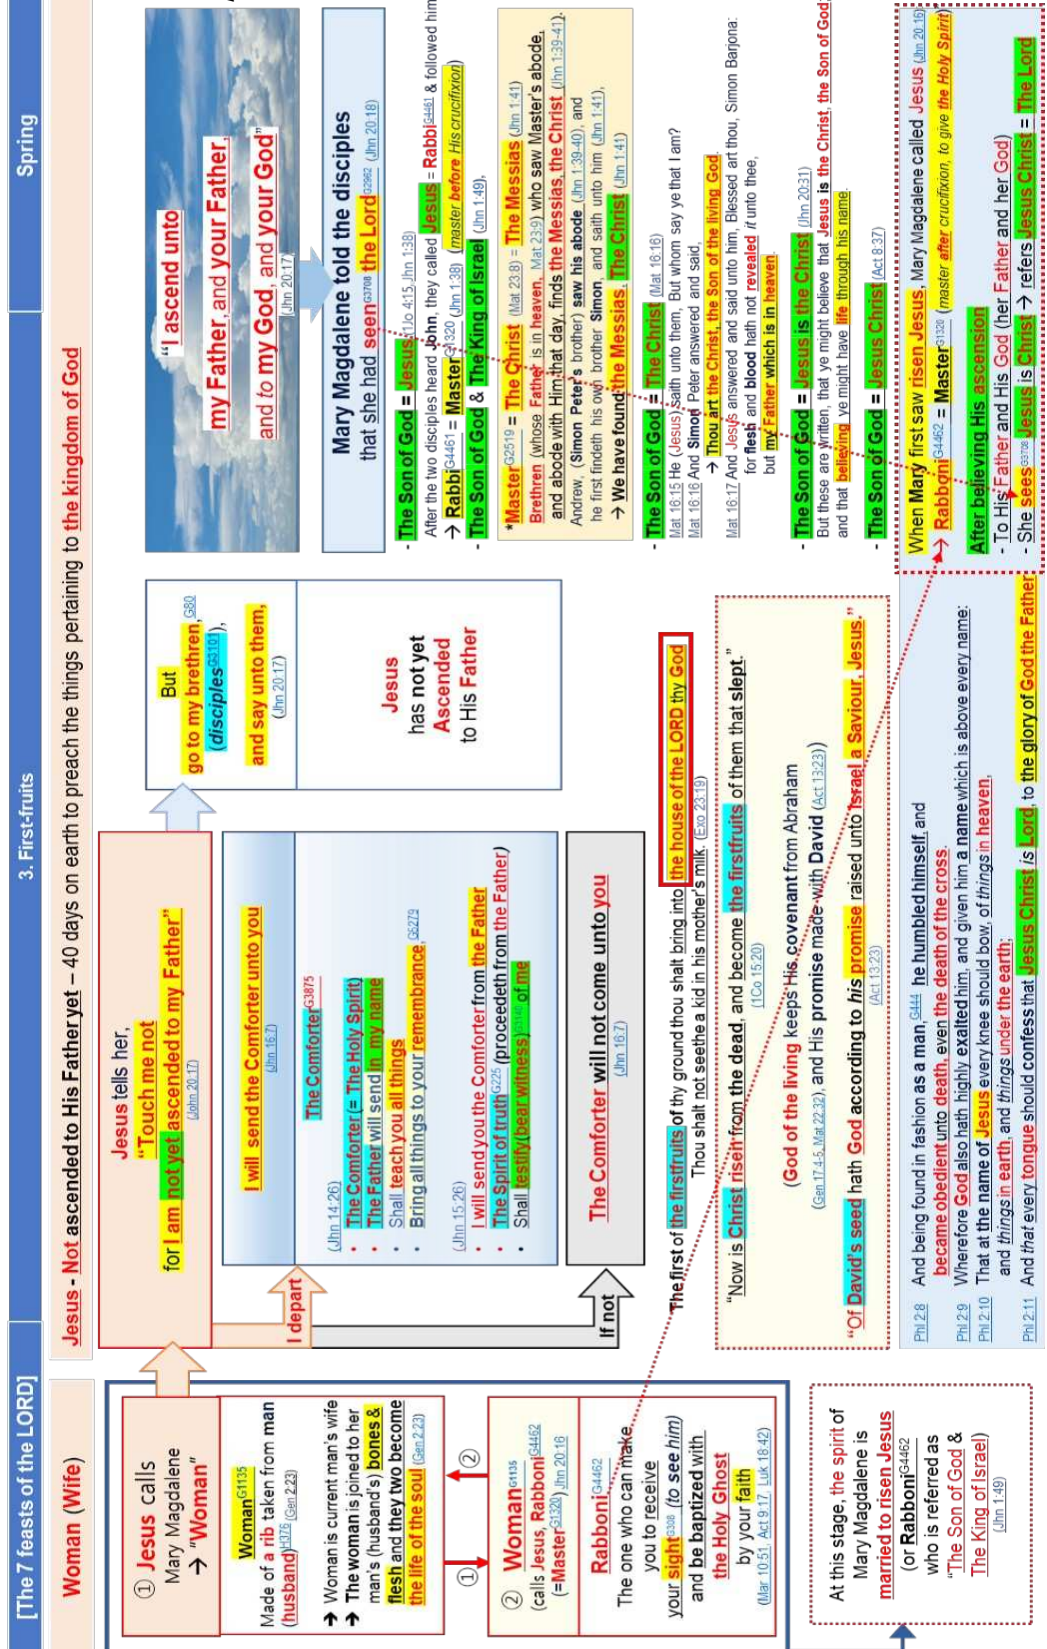 [The 7 feasts of the LORD]
3. First-fruits
Spring
Woman (Wife)
Jesus - Not ascended to His Father yet – 40 days on earth to preach the things pertaining to the kingdom of God
① Jesus calls
Mary Magdalene
→ "Woman"
Woman G1135
Made of a rib taken from man
(husband)H376 (Gen 2:23)
→ Woman is current man's wife
→ The woman is joined to her
man's (husband's) bones &
flesh and they two become
the life of the soul (Gen 2:23)
①
②
② Woman G1135
(calls Jesus, Rabboni G4462
(=Master G1320) Jhn 20:16
Rabboni G4462
The one who can make
you to receive
your sight G308 (to see him)
and be baptized with
the Holy Ghost
by your faith
(Mar 10:51, Act 9:17, Luk 18:42)
At this stage, the spirit of
Mary Magdalene is
married to risen Jesus
(or Rabboni G4462
who is referred as
"The Son of God &
The King of Israel)
(Jhn 1:49)
Jesus tells her,
"Touch me not
for I am not yet ascended to my Father"
(John 20:17)
I depart
I will send the Comforter unto you
(Jhn 16:7)
The Comforter G3875
(Jhn 14:26)
• The Comforter (= The Holy Spirit)
• The Father will send in my name
• Shall teach you all things
• Bring all things to your remembrance, G5279
(Jhn 15:26)
• I will send you the Comforter from the Father
• The Spirit of truth G225 (proceedeth from the Father)
• Shall testify (bear witness) G3140 of me
If not
The Comforter will not come unto you
(Jhn 16:7)
But
go to my brethren, G80
(disciples G3101),
and say unto them,
(Jhn 20:17)
Jesus
has not yet
Ascended
to His Father
The first of the firstfruits of thy ground thou shalt bring into the house of the LORD thy God
Thou shalt not seethe a kid in his mother's milk. (Exo 23:19)
"Now is Christ risen from the dead, and become the firstfruits of them that slept."
(1Co 15:20)
(God of the living keeps His covenant from Abraham
(Gen 17:4-5, Mat 22:32), and His promise made with David (Act 13:23))
"Of David's seed hath God according to his promise raised unto Israel a Saviour, Jesus."
(Act 13:23)
Phl 2:8 And being found in fashion as a man, G444 he humbled himself, and
became obedient unto death, even the death of the cross.
Phl 2:9 Wherefore God also hath highly exalted him, and given him a name which is above every name:
Phl 2:10 That at the name of Jesus every knee should bow, of things in heaven,
and things in earth, and things under the earth;
Phl 2:11 And that every tongue should confess that Jesus Christ is Lord, to the glory of God the Father
"I ascend unto
my Father, and your Father,
and to my God, and your God"
(Jhn 20:17)
Mary Magdalene told the disciples
that she had seen G3708 the Lord G2962 (Jhn 20:18)
- The Son of God = Jesus (1Jo 4:15, Jhn 1:38)
After the two disciples heard John, they called Jesus = Rabbi G4461 & followed him
→ Rabbi G4461 = Master G1320 (Jhn 1:38) (master before His crucifixion)
- The Son of God & The King of Israel (Jhn 1:49),
*Master G2519 = The Christ (Mat 23:8) = The Messias (Jhn 1:41)
Brethren (whose Father is in heaven, Mat 23:9) who saw Master's abode,
and abode with Him that day, finds the Messias, the Christ (Jhn 1:39-41).
Andrew, (Simon Peter's brother) saw his abode (Jhn 1:39-40), and
he first findeth his own brother Simon, and saith unto him (Jhn 1:41),
→ We have found the Messias, The Christ (Jhn 1:41)
- The Son of God = The Christ (Mat 16:16)
Mat 16:15 He (Jesus) saith unto them, But whom say ye that I am?
Mat 16:16 And Simon Peter answered and said,
→ Thou art the Christ, the Son of the living God.
Mat 16:17 And Jesus answered and said unto him, Blessed art thou, Simon Barjona:
for flesh and blood hath not revealed it unto thee,
but my Father which is in heaven.
- The Son of God = Jesus is the Christ (Jhn 20:31)
But these are written, that ye might believe that Jesus is the Christ, the Son of God;
and that believing ye might have life through his name.
- The Son of God = Jesus Christ (Act 8:37)
When Mary first saw risen Jesus, Mary Magdalene called Jesus (Jhn 20:16)
→ Rabboni G4462 = Master G1320 (master after crucifixion, to give the Holy Spirit)
After believing His ascension
- To His Father and His God (her Father and her God)
- She sees G3708 Jesus is Christ → refers Jesus Christ = The Lord